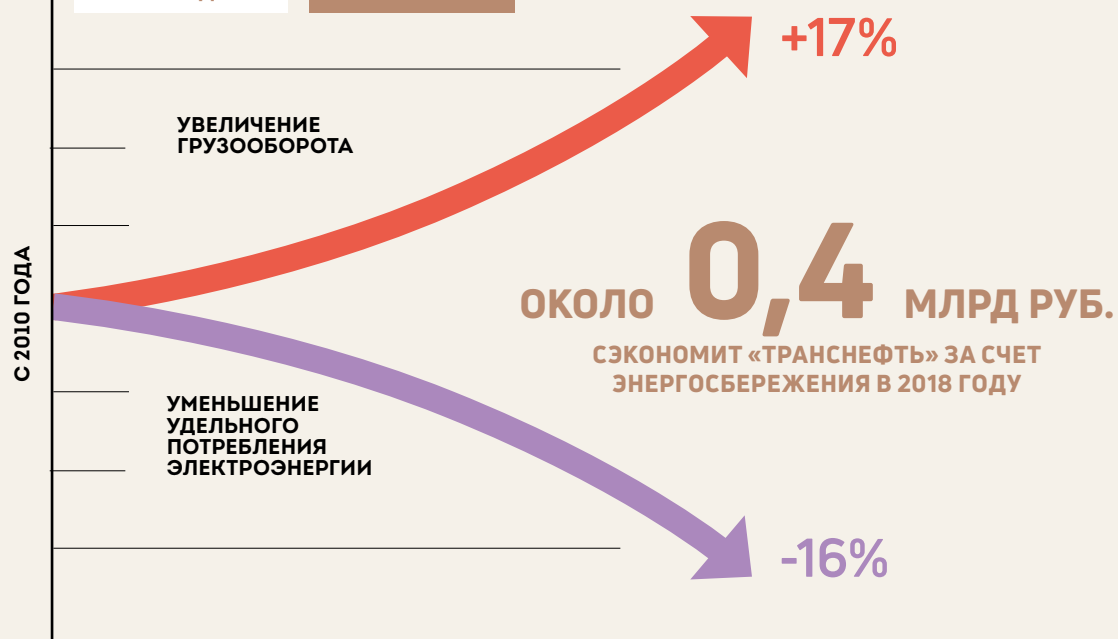 +17%
УВЕЛИЧЕНИЕ
ГРУЗООБОРОТА
С 2010 ГОДА
ОКОЛО 0,4 МЛРД РУБ.
СЭКОНОМИТ «ТРАНСНЕФТЬ» ЗА СЧЕТ
ЭНЕРГОСБЕРЕЖЕНИЯ В 2018 ГОДУ
УМЕНЬШЕНИЕ
УДЕЛЬНОГО
ПОТРЕБЛЕНИЯ
ЭЛЕКТРОЭНЕРГИИ
-16%